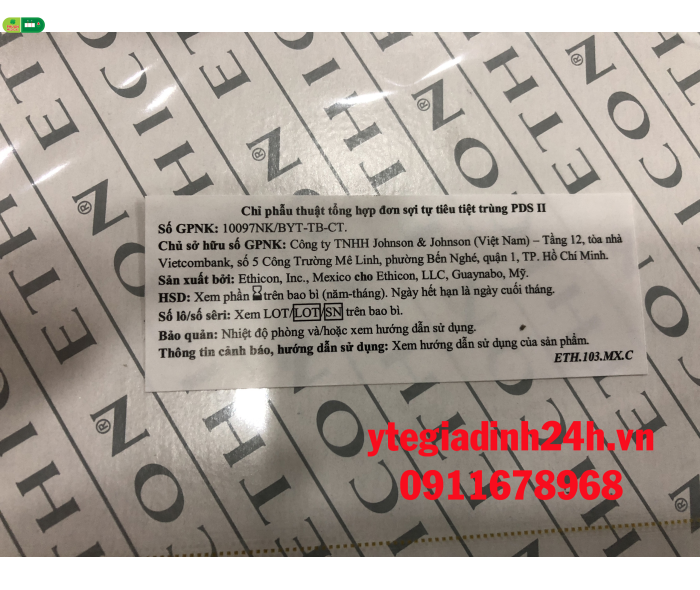 Chỉ phẫu thuật tổng hợp đơn sợi tự tiêu tiệt trùng PDS II
Số GPNK: 10097NK/BYT-TB-CT.
Chủ sở hữu số GPNK: Công ty TNHH Johnson & Johnson (Việt Nam) – Tầng 12, tòa nhà
Vietcombank, số 5 Công Trường Mê Linh, phường Bến Nghé, quận 1, TP. Hồ Chí Minh.
Sản xuất bởi: Ethicon, Inc., Mexico cho Ethicon, LLC, Guaynabo, Mỹ.
HSD: Xem phần ⌛ trên bao bì (năm-tháng). Ngày hết hạn là ngày cuối tháng.
Số lô/số sêri: Xem LOT/LOT/SN trên bao bì.
Bảo quản: Nhiệt độ phòng và/hoặc xem hướng dẫn sử dụng.
Thông tin cảnh báo, hướng dẫn sử dụng: Xem hướng dẫn sử dụng của sản phẩm.
ETH.103.MX.C
ytegiadinh24h.vn
0911678968
ETHICON®